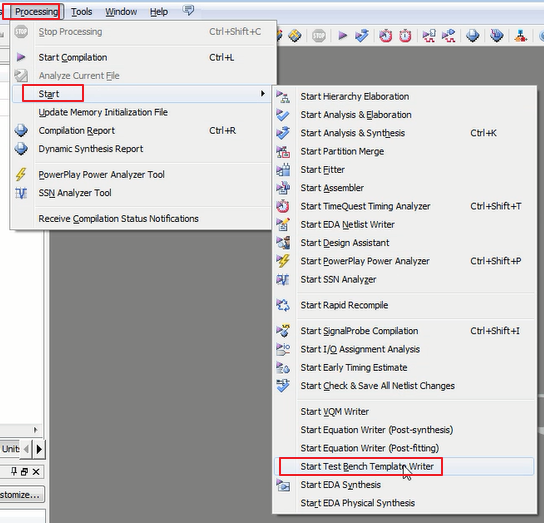 Processing Tools Window Help
Stop Processing Ctrl+Shift+C
Start Compilation Ctrl+L
Analyze Current File
Start
Update Memory Initialization File
Compilation Report Ctrl+R
Dynamic Synthesis Report
PowerPlay Power Analyzer Tool
SSN Analyzer Tool
Receive Compilation Status Notifications
Start Hierarchy Elaboration
Start Analysis & Elaboration
Start Analysis & Synthesis Ctrl+K
Start Partition Merge
Start Fitter
Start Assembler
Start TimeQuest Timing Analyzer Ctrl+Shift+T
Start EDA Netlist Writer
Start Design Assistant
Start PowerPlay Power Analyzer Ctrl+Shift+P
Start SSN Analyzer
Start Rapid Recompile
Start SignalProbe Compilation Ctrl+Shift+I
Start I/O Assignment Analysis
Start Early Timing Estimate
Start Check & Save All Netlist Changes
Start VQM Writer
Start Equation Writer (Post-synthesis)
Start Equation Writer (Post-fitting)
Start Test Bench Template Writer
Start EDA Synthesis
Start EDA Physical Synthesis
Units
ustomize...